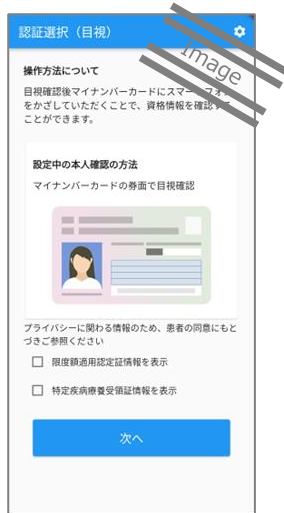 認証選択（目視）
Image
操作方法について
目視確認後マイナンバーカードにスマートフォン
をかざしていただくことで、資格情報を確認する
ことができます。
設定中の本人確認の方法
マイナンバーカードの券面で目視確認
プライバシーに関わる情報のため、患者の同意にもと
づきご参照ください
限度額適用認定証情報を表示
特定疾病療養受領証情報を表示
次へ